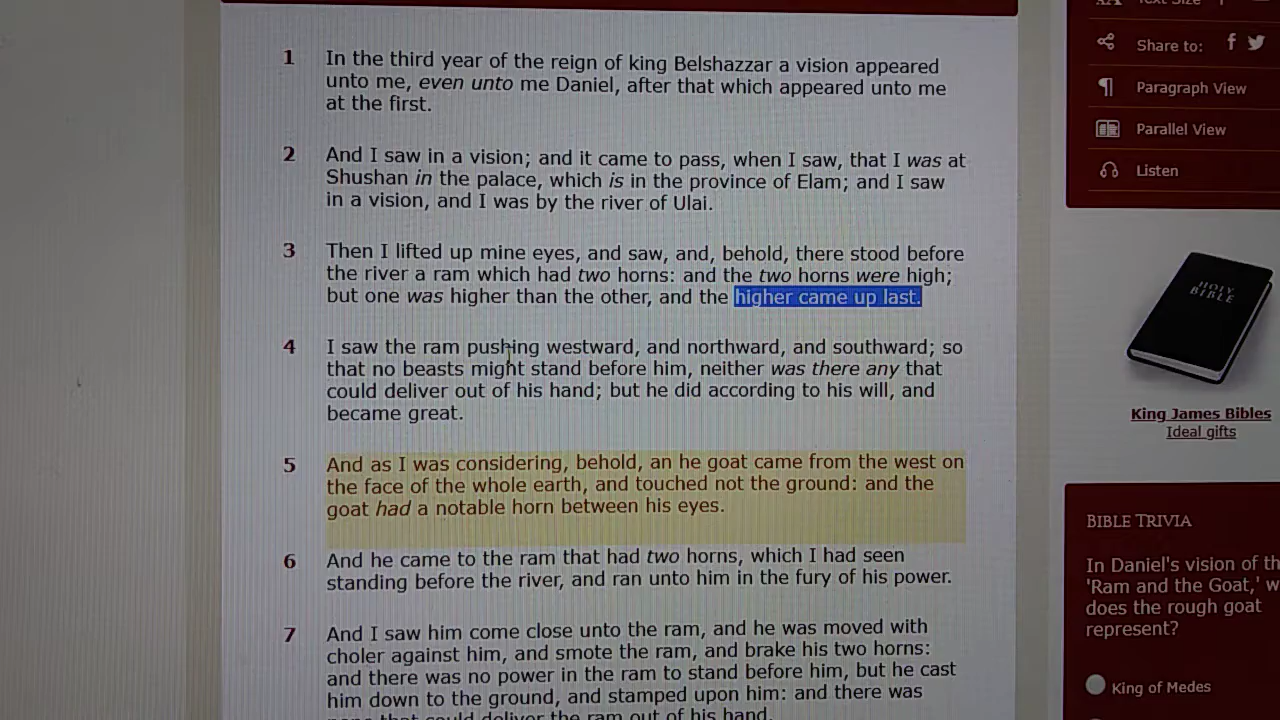 1 In the third year of the reign of king Belshazzar a vision appeared
unto me, even unto me Daniel, after that which appeared unto me
at the first.
2 And I saw in a vision; and it came to pass, when I saw, that I was at
Shushan in the palace, which is in the province of Elam; and I saw
in a vision, and I was by the river of Ulai.
3 Then I lifted up mine eyes, and saw, and, behold, there stood before
the river a ram which had two horns: and the two horns were high;
but one was higher than the other, and the higher came up last.
4 I saw the ram pushing westward, and northward, and southward; so
that no beasts might stand before him, neither was there any that
could deliver out of his hand; but he did according to his will, and
became great.
5 And as I was considering, behold, an he goat came from the west on
the face of the whole earth, and touched not the ground: and the
goat had a notable horn between his eyes.
6 And he came to the ram that had two horns, which I had seen
standing before the river, and ran unto him in the fury of his power.
7 And I saw him come close unto the ram, and he was moved with
choler against him, and smote the ram, and brake his two horns:
and there was no power in the ram to stand before him, but he cast
him down to the ground, and stamped upon him: and there was
none that could deliver the ram out of his hand.
AA Text Size
Share to:
Paragraph View
Parallel View
Listen
HOLY
BIBLE
King James Bibles
Ideal gifts
BIBLE TRIVIA
In Daniel's vision of th
'Ram and the Goat,' w
does the rough goat
represent?
King of Medes